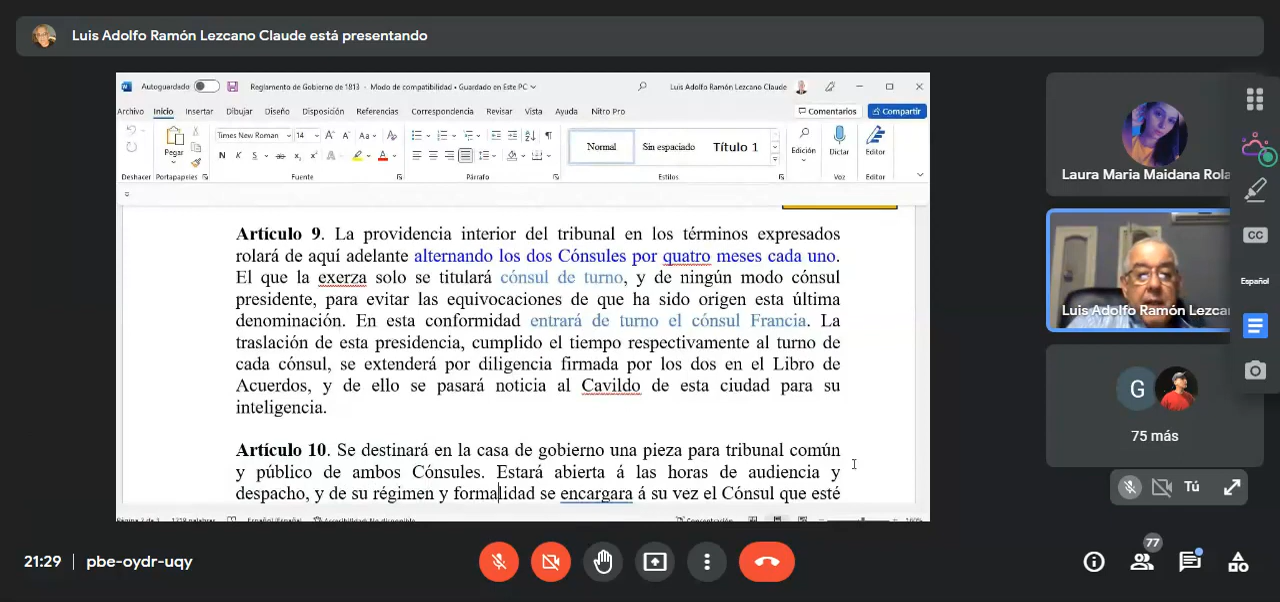 Luis Adolfo Ramón Lezcano Claude está presentando
Autoguardado
Reglamento de Gobierno de 1813 - Modo de compatibilidad • Guardado en Este PC
Luis Adolfo Ramón Lezcano Claude
Archivo Inicio Insertar Dibujar Diseño Disposición Referencias Correspondencia Revisar Vista Ayuda Nitro Pro
Comentarios
Compartir
Pegar
Times New Roman 14
N K S
Normal
Sin espaciado
Título 1
Edición
Dictar
Editor
Deshacer Portapapeles Fuente Párrafo Estilos Voz Editor
Artículo 9. La providencia interior del tribunal en los términos expresados
rolará de aquí adelante alternando los dos Cónsules por quatro meses cada uno.
El que la exerza solo se titulará cónsul de turno, y de ningún modo cónsul
presidente, para evitar las equivocaciones de que ha sido origen esta última
denominación. En esta conformidad entrará de turno el cónsul Francia. La
traslación de esta presidencia, cumplido el tiempo respectivamente al turno de
cada cónsul, se extenderá por diligencia firmada por los dos en el Libro de
Acuerdos, y de ello se pasará noticia al Cavildo de esta ciudad para su
inteligencia.
Artículo 10. Se destinará en la casa de gobierno una pieza para tribunal común
y público de ambos Cónsules. Estará abierta á las horas de audiencia y
despacho, y de su régimen y formalidad se encargara á su vez el Cónsul que esté
Laura Maria Maidana Rola
Luis Adolfo Ramón Lezca
G
75 más
Tú
CC
Español
21:29 pbe-oydr-uqy
77